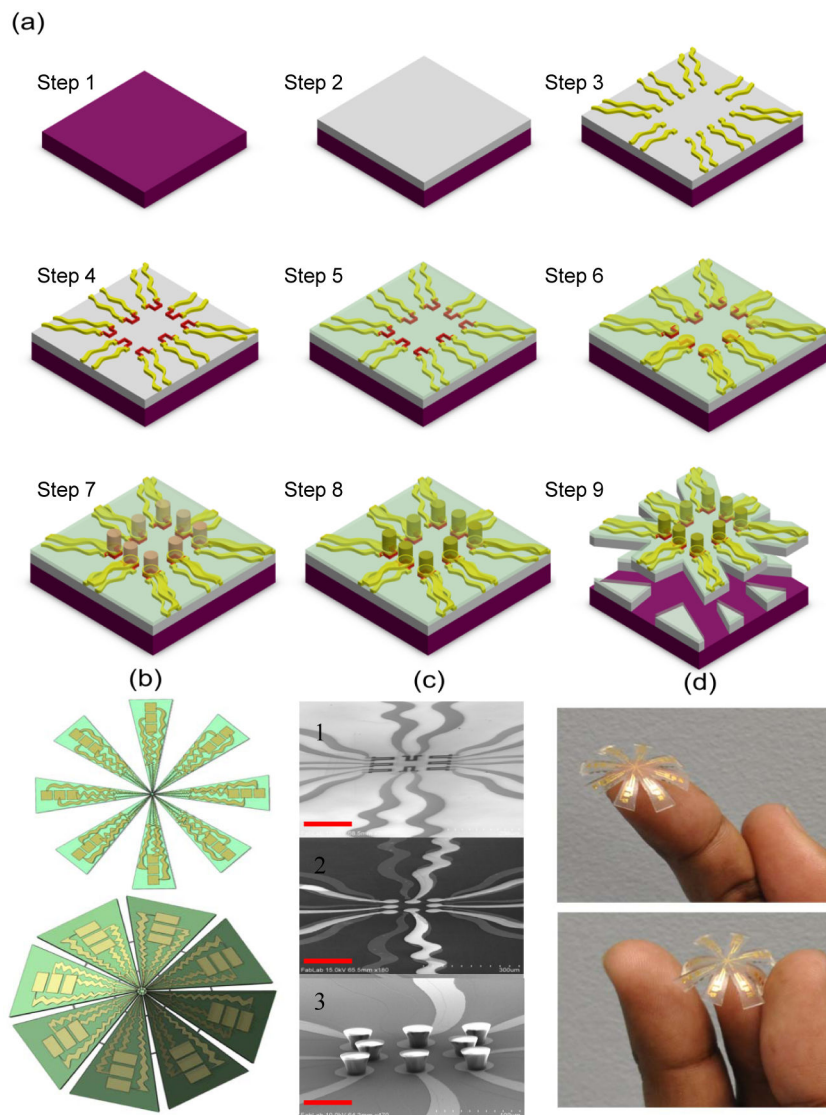 (a)
Step 1
Step 2
Step 3
Step 4
Step 5
Step 6
Step 7
Step 8
Step 9
(b)
(c)
(d)
1
2
FabLab 15.0kV 65.5mm x160
300um
3